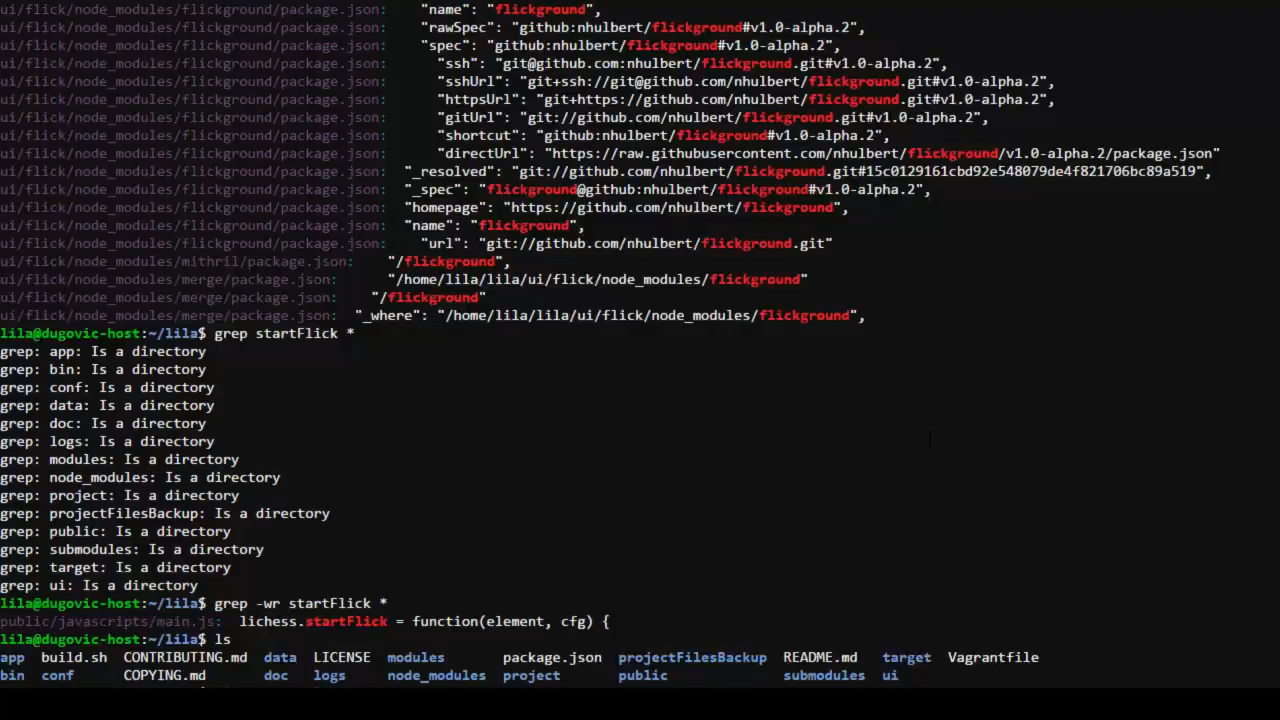 ui/flick/node_modules/flickground/package.json:    "name": "flickground",
ui/flick/node_modules/flickground/package.json:    "rawSpec": "github:nhulbert/flickground#v1.0-alpha.2",
ui/flick/node_modules/flickground/package.json:    "spec": "github:nhulbert/flickground#v1.0-alpha.2",
ui/flick/node_modules/flickground/package.json:      "ssh": "git@github.com:nhulbert/flickground.git#v1.0-alpha.2",
ui/flick/node_modules/flickground/package.json:      "sshUrl": "git+ssh://git@github.com/nhulbert/flickground.git#v1.0-alpha.2",
ui/flick/node_modules/flickground/package.json:      "httpsUrl": "git+https://github.com/nhulbert/flickground.git#v1.0-alpha.2",
ui/flick/node_modules/flickground/package.json:      "gitUrl": "git://github.com/nhulbert/flickground.git#v1.0-alpha.2",
ui/flick/node_modules/flickground/package.json:      "shortcut": "github:nhulbert/flickground#v1.0-alpha.2",
ui/flick/node_modules/flickground/package.json:      "directUrl": "https://raw.githubusercontent.com/nhulbert/flickground/v1.0-alpha.2/package.json"
ui/flick/node_modules/flickground/package.json:  "_resolved": "git://github.com/nhulbert/flickground.git#15c0129161cbd92e548079de4f821706bc89a519",
ui/flick/node_modules/flickground/package.json:  "_spec": "flickground@github:nhulbert/flickground#v1.0-alpha.2",
ui/flick/node_modules/flickground/package.json:  "homepage": "https://github.com/nhulbert/flickground",
ui/flick/node_modules/flickground/package.json:  "name": "flickground",
ui/flick/node_modules/flickground/package.json:    "url": "git://github.com/nhulbert/flickground.git"
ui/flick/node_modules/mithril/package.json:    "/flickground",
ui/flick/node_modules/merge/package.json:      "/home/lila/lila/ui/flick/node_modules/flickground"
ui/flick/node_modules/merge/package.json:    "/flickground"
ui/flick/node_modules/merge/package.json:  "_where": "/home/lila/lila/ui/flick/node_modules/flickground",
lila@dugovic-host:~/lila$ grep startFlick *
grep: app: Is a directory
grep: bin: Is a directory
grep: conf: Is a directory
grep: data: Is a directory
grep: doc: Is a directory
grep: logs: Is a directory
grep: modules: Is a directory
grep: node_modules: Is a directory
grep: project: Is a directory
grep: projectFilesBackup: Is a directory
grep: public: Is a directory
grep: submodules: Is a directory
grep: target: Is a directory
grep: ui: Is a directory
lila@dugovic-host:~/lila$ grep -wr startFlick *
public/javascripts/main.js:  lichess.startFlick = function(element, cfg) {
lila@dugovic-host:~/lila$ ls
app  build.sh  CONTRIBUTING.md  data  LICENSE  modules       package.json  projectFilesBackup  README.md   target  Vagrantfile
bin  conf      COPYING.md       doc   logs     node_modules  project       public              submodules  ui